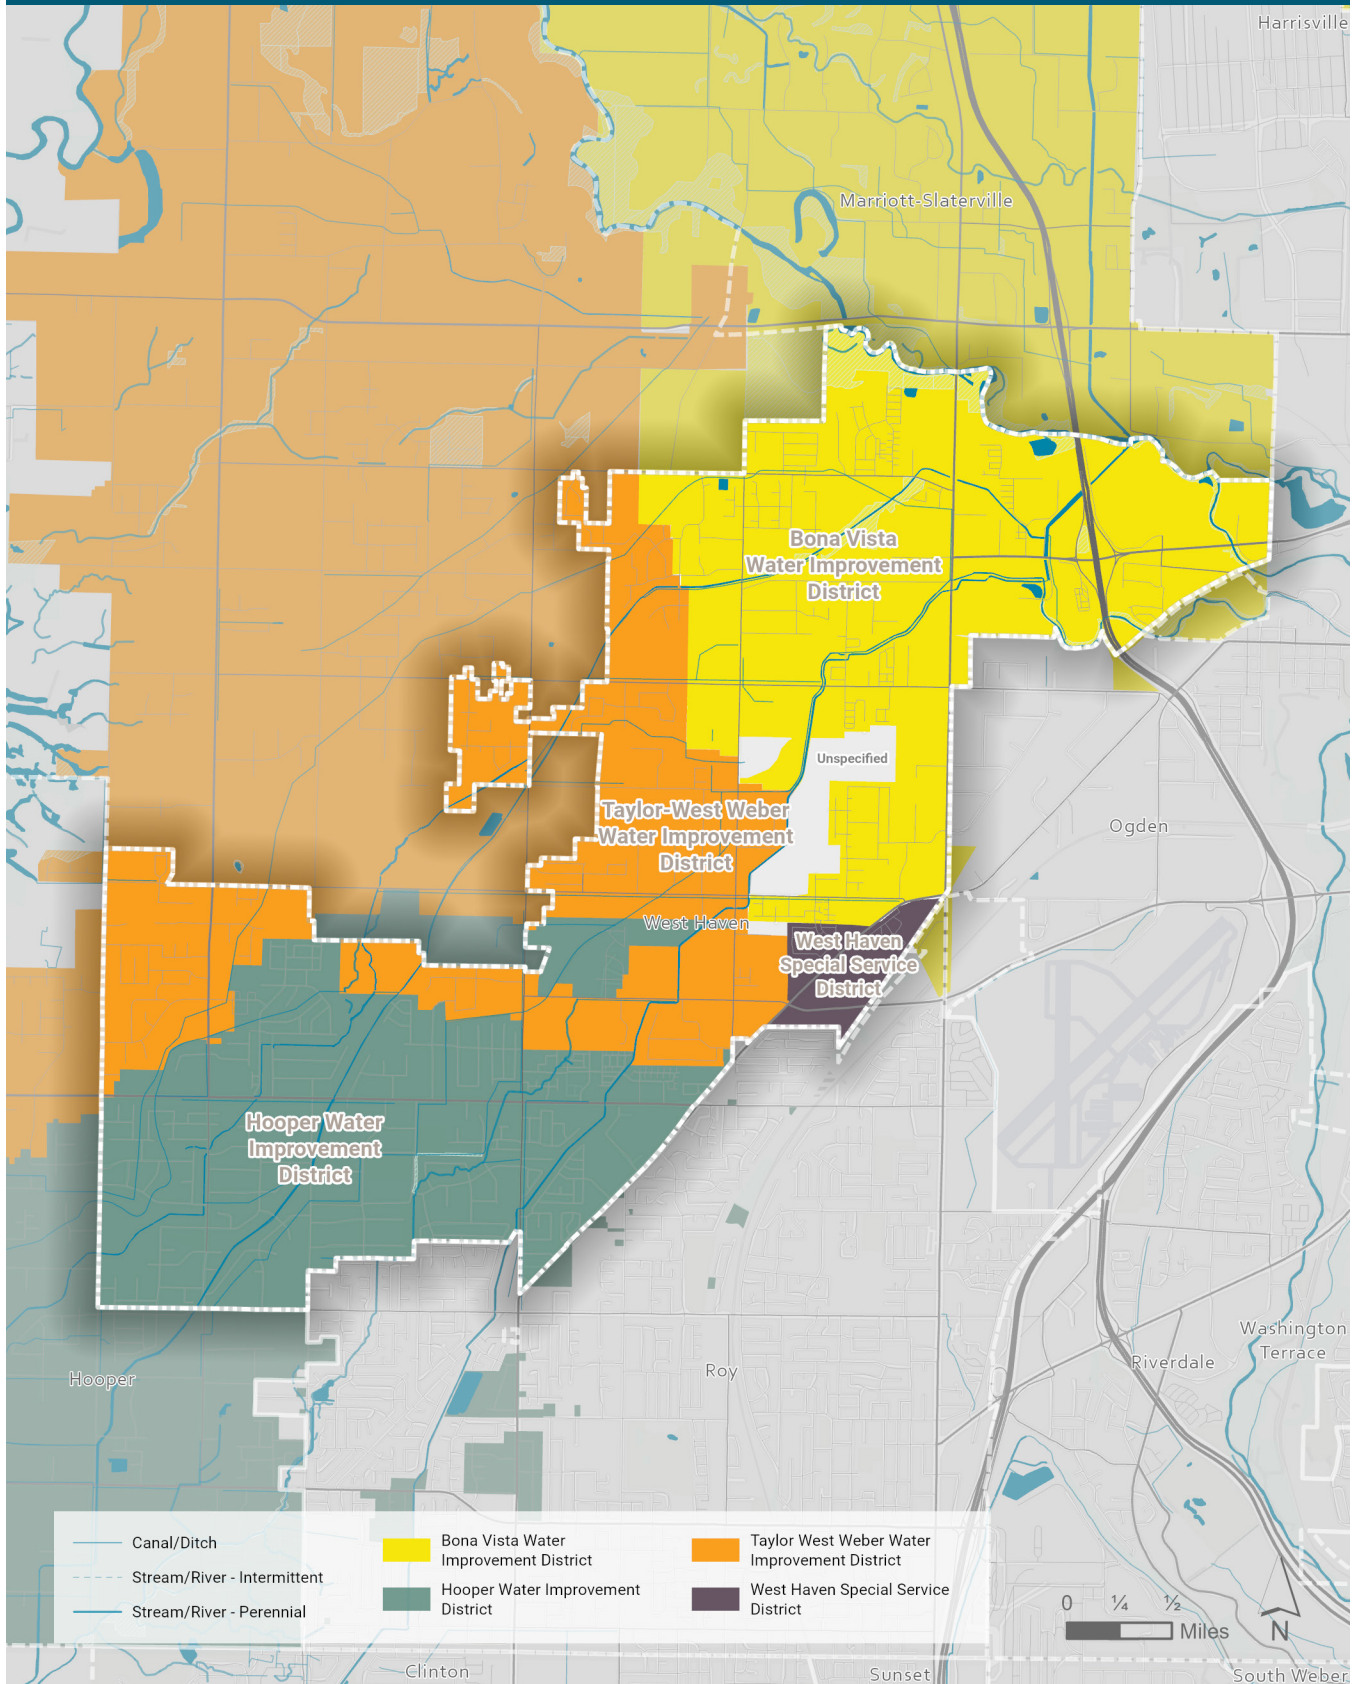 Harrisville
Marriott-Slaterville
Bona Vista
Water Improvement
District
Unspecified
Taylor-West Weber
Water Improvement
District
Ogden
West Haven
West Haven
Special Service
District
Hooper Water
Improvement
District
Hooper
Roy
Washington
Terrace
Riverdale
Canal/Ditch
Stream/River - Intermittent
Stream/River - Perennial
Bona Vista Water
Improvement District
Hooper Water Improvement
District
Taylor West Weber Water
Improvement District
West Haven Special Service
District
0 ¼ ½
Miles
N
Clinton
Sunset
South Weber